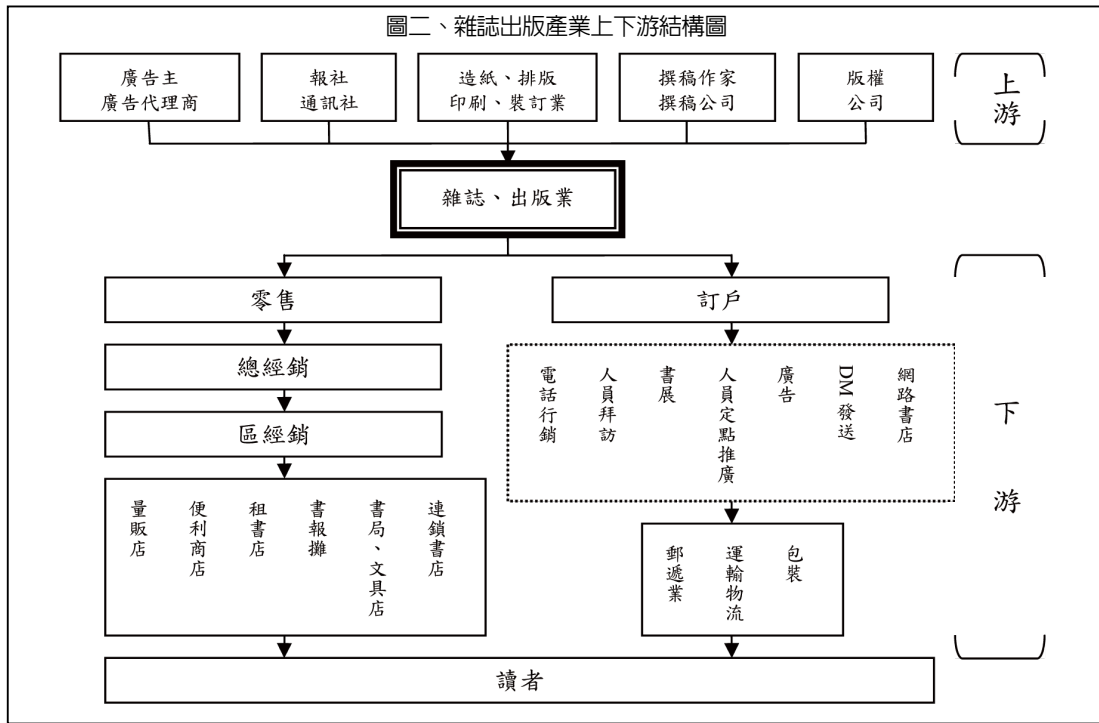 圖二、雜誌出版產業上下游結構圖
廣告主
廣告代理商
報社
通訊社
造紙、排版
印刷、裝訂業
撰稿作家
撰稿公司
版權
公司
上游
雜誌、出版業
零售
訂戶
總經銷
區經銷
電話行銷
人員拜訪
書展
人員定點推廣
廣告
DM 發送
網路書店
下游
量販店
便利商店
租書店
書報攤
書局、文具店
連鎖書店
郵遞業
運輸物流
包裝
讀者